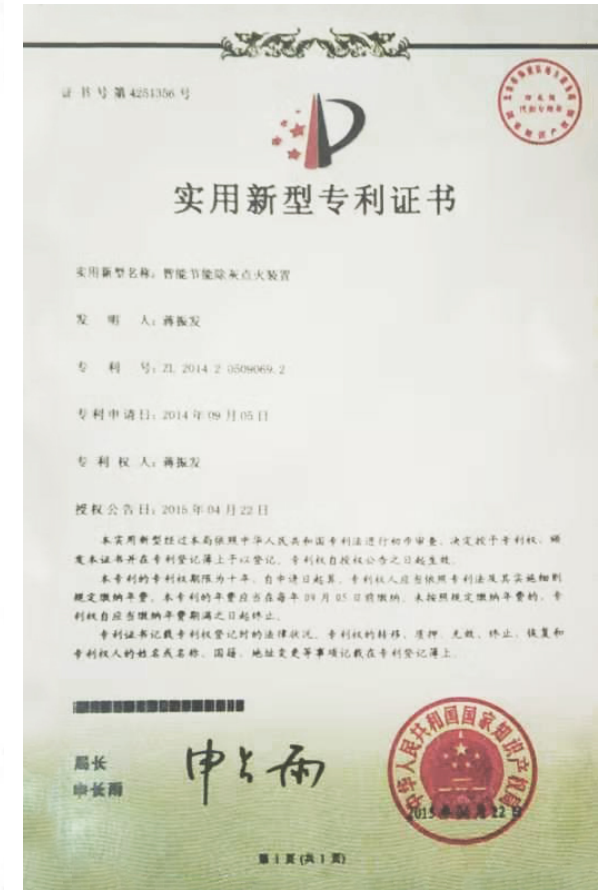 证书号第4251356号
实用新型专利证书
实用新型名称：智能节能除灰点火装置
发明人：蒋振发
专利号：ZL 2014 2 0509069.2
专利申请日：2014年09月05日
专利权人：蒋振发
授权公告日：2015年04月22日
本实用新型经过本局依照中华人民共和国专利法进行初步审查，决定授予专利权，颁
发本证书并在专利登记簿上予以登记。专利权自授权公告之日起生效。
本专利的专利权期限为十年，自申请日起算。专利权人应当依照专利法及其实施细则
规定缴纳年费。本专利的年费应当在每年09月05日前缴纳。未按照规定缴纳年费的，专
利权自应当缴纳年费期满之日起终止。
专利证书记载专利权登记时的法律状况。专利权的转移、质押、无效、终止、恢复和
专利权人的姓名或名称、国籍、地址变更等事项记载在专利登记簿上。
局长
申长雨
申长雨
中华人民共和国国家知识产权局
2015年04月22日
第1页(共1页)